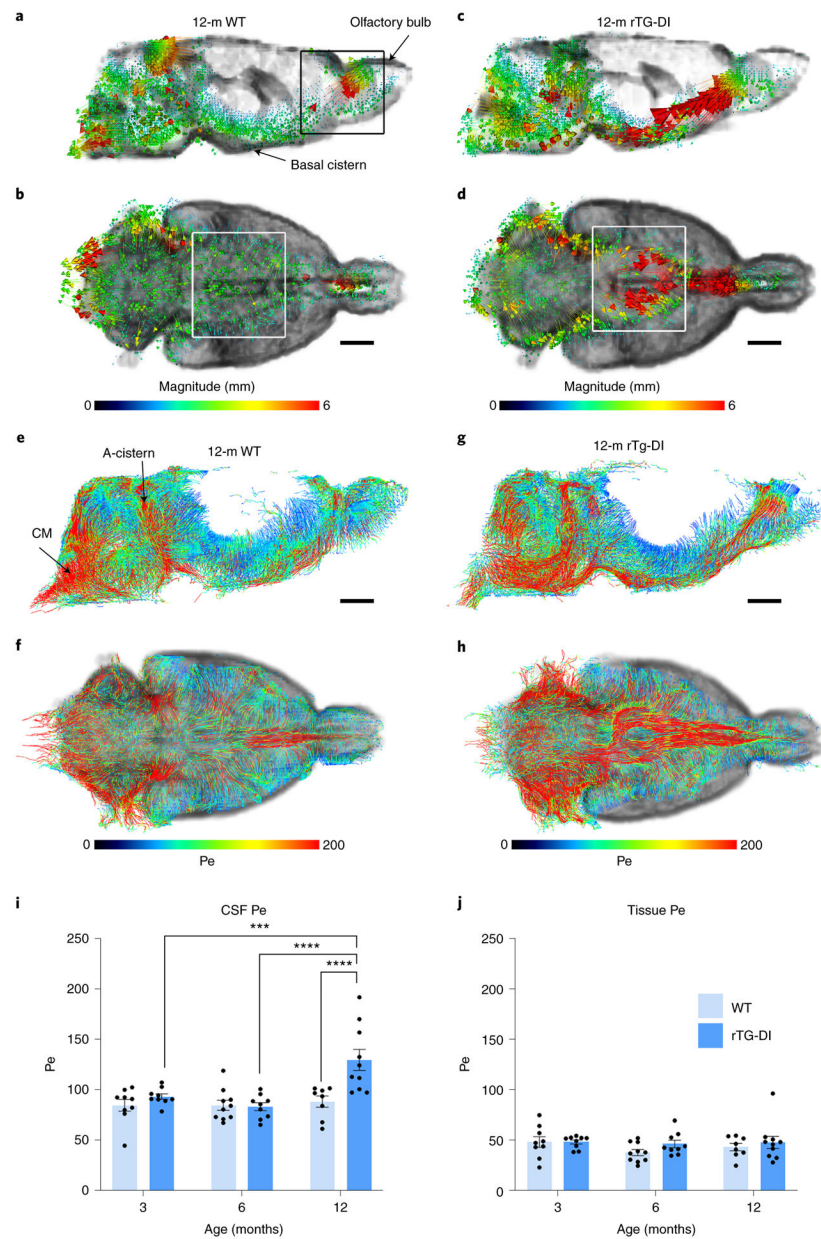 a
12-m WT
Olfactory bulb
Basal cistern
c
12-m rTG-DI
b
d
Magnitude (mm)
0
6
Magnitude (mm)
0
6
e
A-cistern
12-m WT
CM
g
12-m rTg-DI
f
h
0
200
Pe
0
200
Pe
i
CSF Pe
***
****
****
250
200
150
100
50
0
Pe
3
6
12
Age (months)
j
Tissue Pe
250
200
150
100
50
0
Pe
WT
rTG-DI
3
6
12
Age (months)